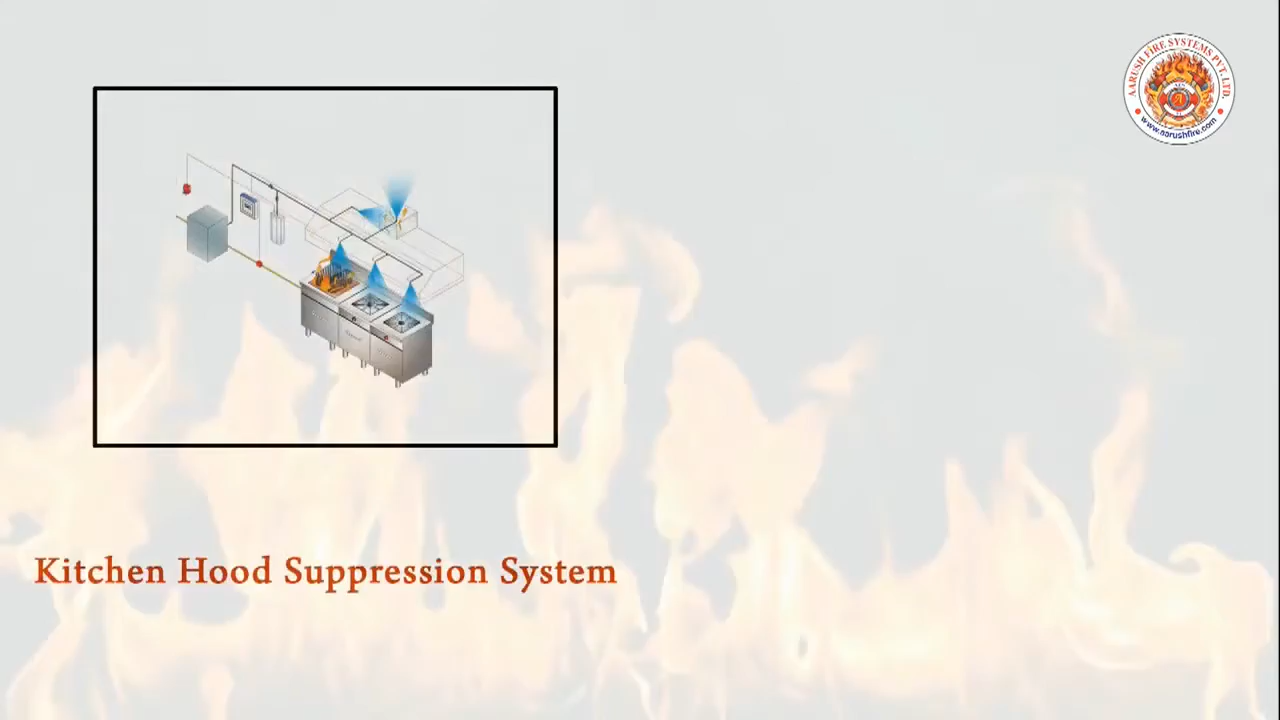 AARUSH FIRE SYSTEMS PVT. LTD.
www.aarushfire.com
Kitchen Hood Suppression System